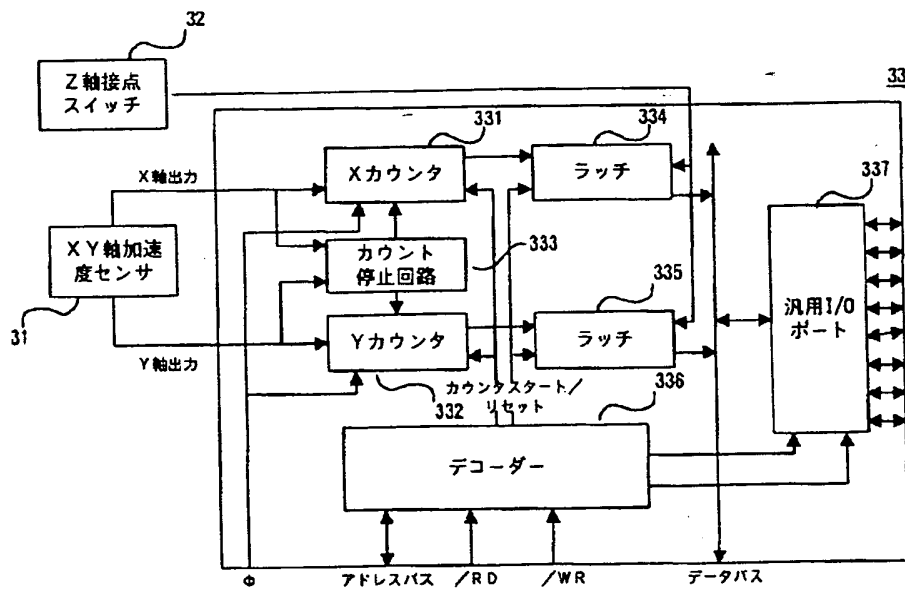 32
Z軸接点
スイッチ
33
331
334
Xカウンタ
ラッチ
337
X軸出力
XY軸加速
度センサ
カウント
停止回路
333
335
汎用I/O
ポート
31
Yカウンタ
ラッチ
Y軸出力
332
カウンタスタート/
リセット
336
デコーダー
Φ
アドレスバス
/RD
/WR
データバス